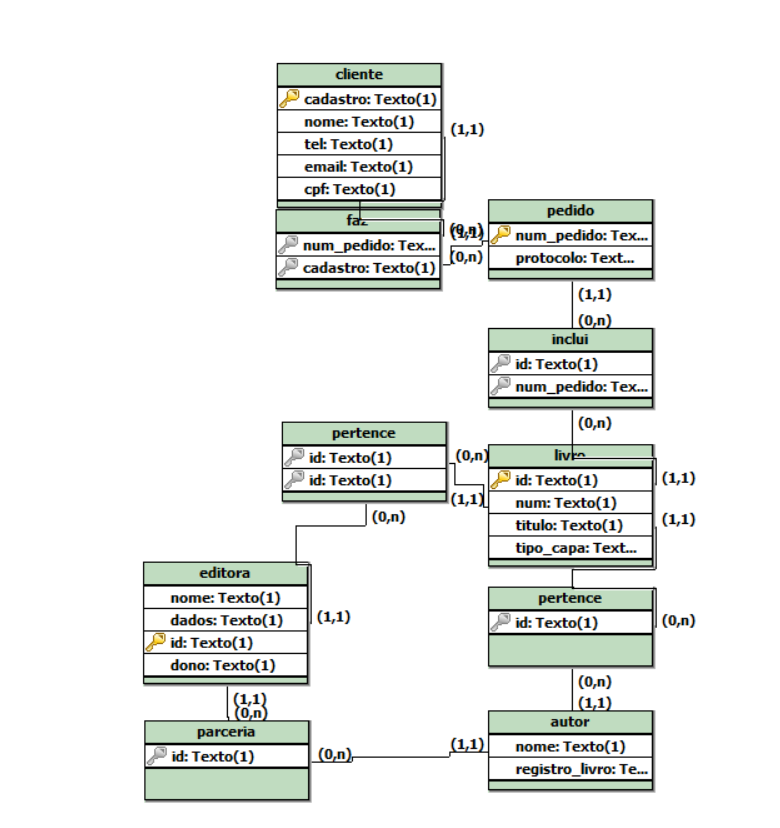 cliente
cadastro: Texto(1)
nome: Texto(1)
tel: Texto(1)
email: Texto(1)
cpf: Texto(1)
(1,1)
faz
num_pedido: Tex...
cadastro: Texto(1)
(0,n)
(1,1)
(0,n)
pedido
num_pedido: Tex...
protocolo: Text...
(1,1)
(0,n)
inclui
id: Texto(1)
num_pedido: Tex...
(0,n)
pertence
id: Texto(1)
id: Texto(1)
(0,n)
(1,1)
(0,n)
livro
id: Texto(1)
num: Texto(1)
titulo: Texto(1)
tipo_capa: Text...
(1,1)
(1,1)
editora
nome: Texto(1)
dados: Texto(1)
id: Texto(1)
dono: Texto(1)
(1,1)
pertence
id: Texto(1)
(0,n)
(0,n)
(1,1)
(1,1)
(0,n)
parceria
id: Texto(1)
(0,n)
(1,1)
autor
nome: Texto(1)
registro_livro: Te...